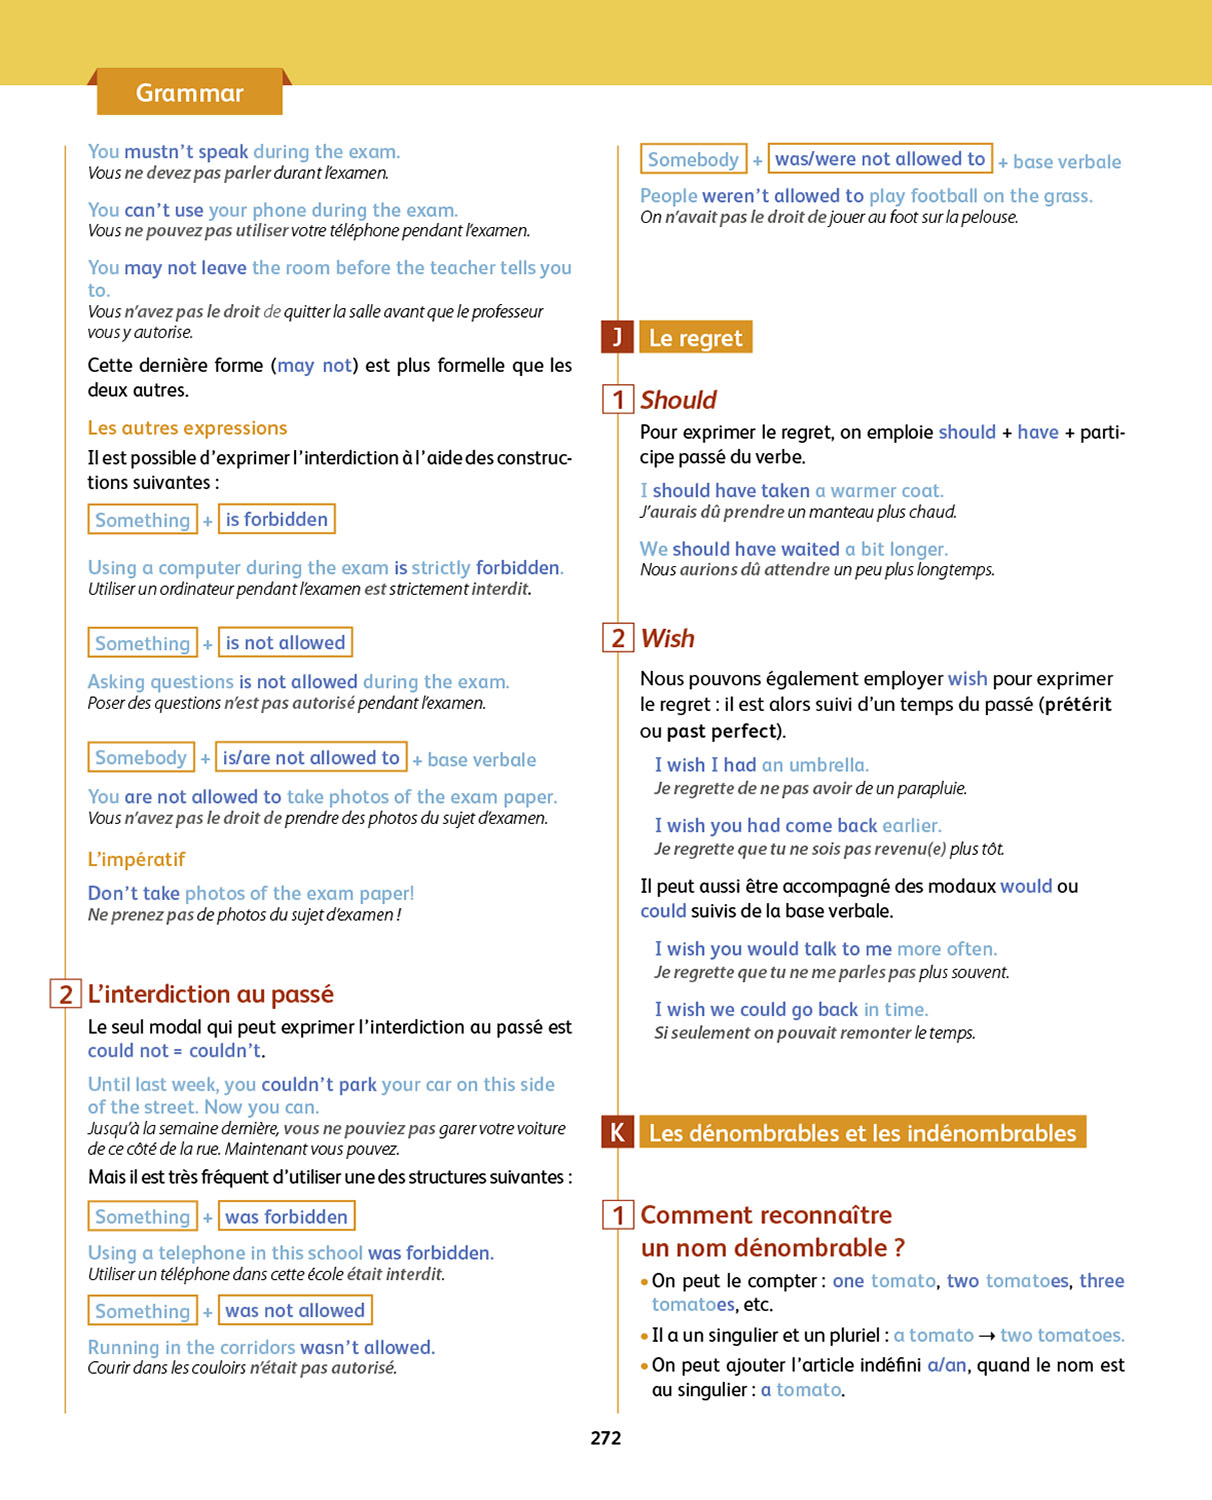 Grammar
You mustn't speak during the exam.
Vous ne devez pas parler durant l'examen.
You can't use your phone during the exam.
Vous ne pouvez pas utiliser votre téléphone pendant l'examen.
You may not leave the room before the teacher tells you
to.
Vous n'avez pas le droit de quitter la salle avant que le professeur
vous y autorise.
Cette dernière forme (may not) est plus formelle que les
deux autres.
Les autres expressions
Il est possible d'exprimer l'interdiction à l'aide des construc-
tions suivantes :
Something + is forbidden
Using a computer during the exam is strictly forbidden.
Utiliser un ordinateur pendant l'examen est strictement interdit.
Something + is not allowed
Asking questions is not allowed during the exam.
Poser des questions n'est pas autorisé pendant l'examen.
Somebody + is/are not allowed to + base verbale
You are not allowed to take photos of the exam paper.
Vous n'avez pas le droit de prendre des photos du sujet d'examen.
L'impératif
Don't take photos of the exam paper!
Ne prenez pas de photos du sujet d'examen !
2 L'interdiction au passé
Le seul modal qui peut exprimer l'interdiction au passé est
could not = couldn't.
Until last week, you couldn't park your car on this side
of the street. Now you can.
Jusqu'à la semaine dernière, vous ne pouviez pas garer votre voiture
de ce côté de la rue. Maintenant vous pouvez.
Mais il est très fréquent d'utiliser une des structures suivantes :
Something + was forbidden
Using a telephone in this school was forbidden.
Utiliser un téléphone dans cette école était interdit.
Something + was not allowed
Running in the corridors wasn't allowed.
Courir dans les couloirs n'était pas autorisé.
Somebody + was/were not allowed to + base verbale
People weren't allowed to play football on the grass.
On n'avait pas le droit de jouer au foot sur la pelouse.
J Le regret
1 Should
Pour exprimer le regret, on emploie should + have + parti-
cipe passé du verbe.
I should have taken a warmer coat.
J'aurais dû prendre un manteau plus chaud.
We should have waited a bit longer.
Nous aurions dû attendre un peu plus longtemps.
2 Wish
Nous pouvons également employer wish pour exprimer
le regret : il est alors suivi d'un temps du passé (prétérit
ou past perfect).
I wish I had an umbrella.
Je regrette de ne pas avoir de un parapluie.
I wish you had come back earlier.
Je regrette que tu ne sois pas revenu(e) plus tôt.
Il peut aussi être accompagné des modaux would ou
could suivis de la base verbale.
I wish you would talk to me more often.
Je regrette que tu ne me parles pas plus souvent.
I wish we could go back in time.
Si seulement on pouvait remonter le temps.
K Les dénombrables et les indénombrables
1 Comment reconnaître
un nom dénombrable ?
• On peut le compter : one tomato, two tomatoes, three
tomatoes, etc.
• Il a un singulier et un pluriel : a tomato → two tomatoes.
• On peut ajouter l'article indéfini a/an, quand le nom est
au singulier : a tomato.
272